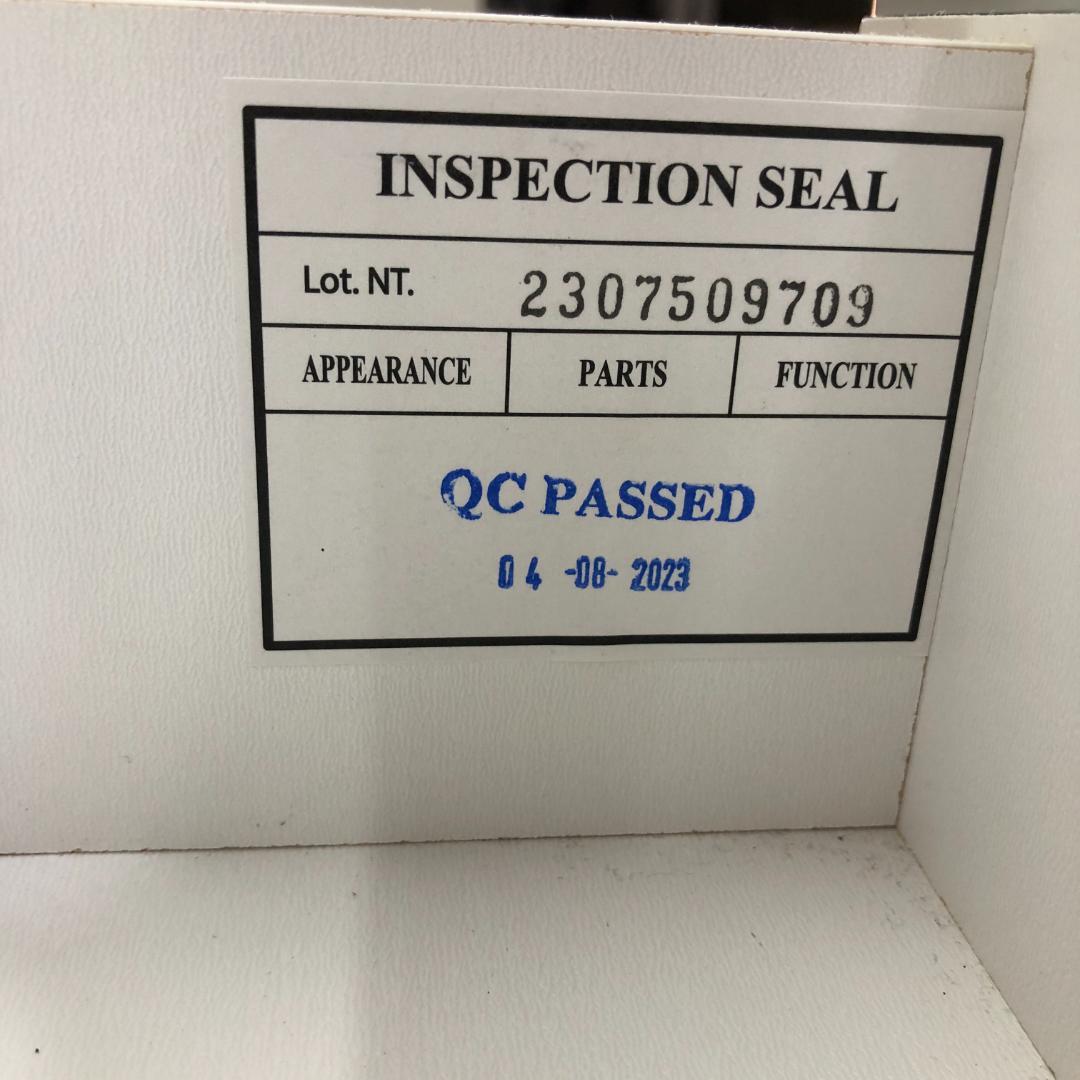 INSPECTION SEAL
Lot. NT. 2307509709
APPEARANCE PARTS FUNCTION
QC PASSED
04 -08- 2023